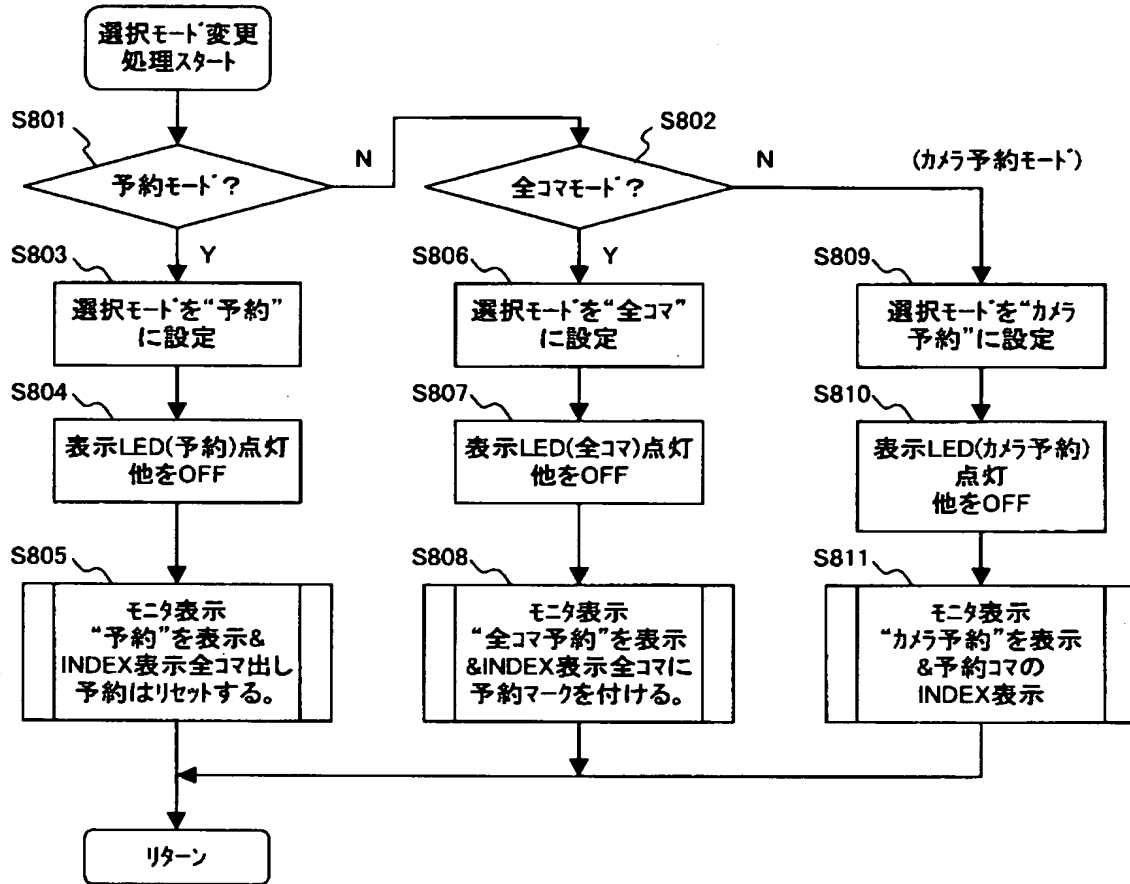 選択モード変更
処理スタート
S801
予約モード?
N
S802
全コマモード?
N
(カメラ予約モード)
Y
S803
選択モードを“予約”
に設定
S804
表示LED(予約)点灯
他をOFF
S805
モニタ表示
“予約”を表示&
INDEX表示全コマ出し
予約はリセットする。
Y
S806
選択モードを“全コマ”
に設定
S807
表示LED(全コマ)点灯
他をOFF
S808
モニタ表示
“全コマ予約”を表示
&INDEX表示全コマに
予約マークを付ける。
S809
選択モードを“カメラ
予約”に設定
S810
表示LED(カメラ予約)
点灯
他をOFF
S811
モニタ表示
“カメラ予約”を表示
&予約コマの
INDEX表示
リターン